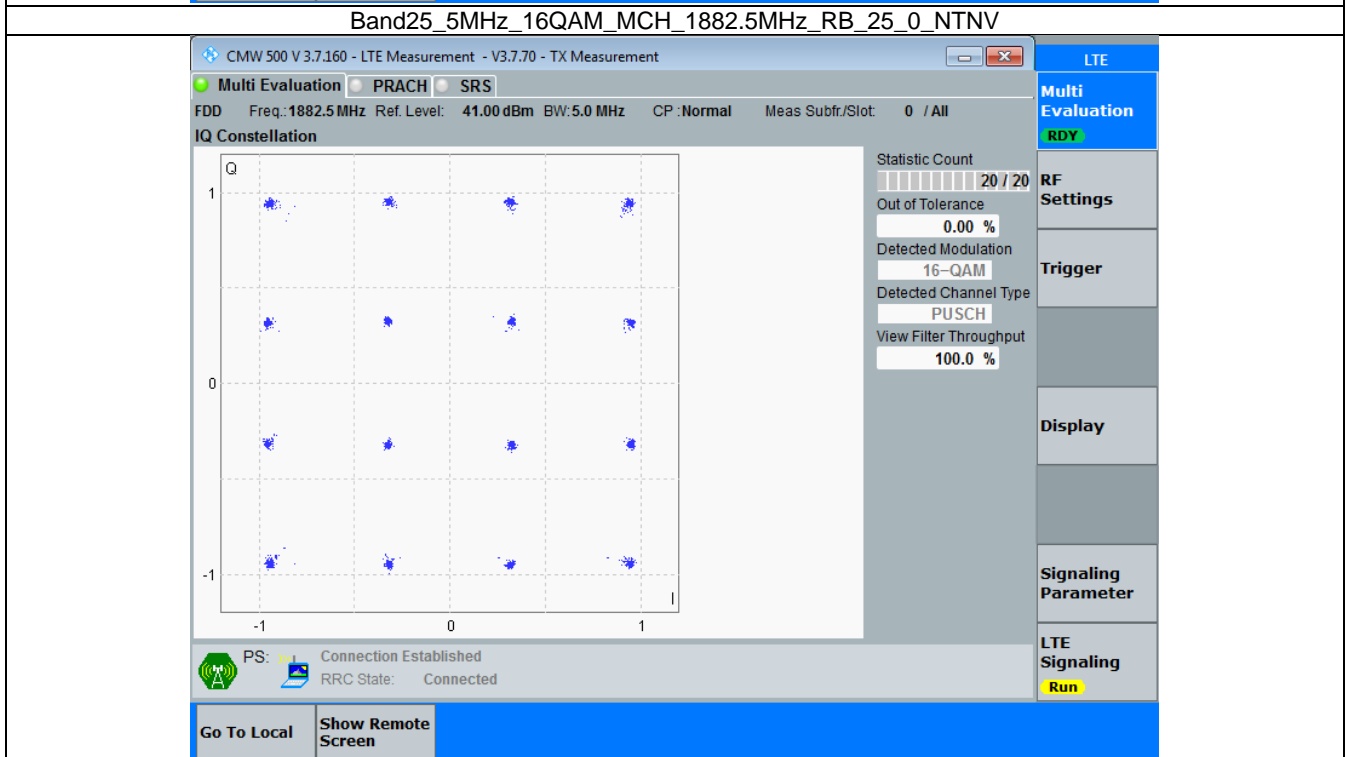 Band25_5MHz_16QAM_MCH_1882.5MHz_RB_25_0_NTNV
CMW 500 V 3.7.160 - LTE Measurement - V3.7.70 - TX Measurement
LTE
Multi Evaluation PRACH SRS
FDD Freq.:1882.5 MHz Ref. Level: 41.00 dBm BW:5.0 MHz CP :Normal Meas Subfr./Slot: 0 / All
IQ Constellation
Q
1
0
-1
I
-1 0 1
Statistic Count
20 / 20
Out of Tolerance
0.00 %
Detected Modulation
16–QAM
Detected Channel Type
PUSCH
View Filter Throughput
100.0 %
Multi
Evaluation
RDY
RF
Settings
Trigger
Display
Signaling
Parameter
LTE
Signaling
Run
PS:
Connection Established
RRC State: Connected
Go To Local
Show Remote
Screen